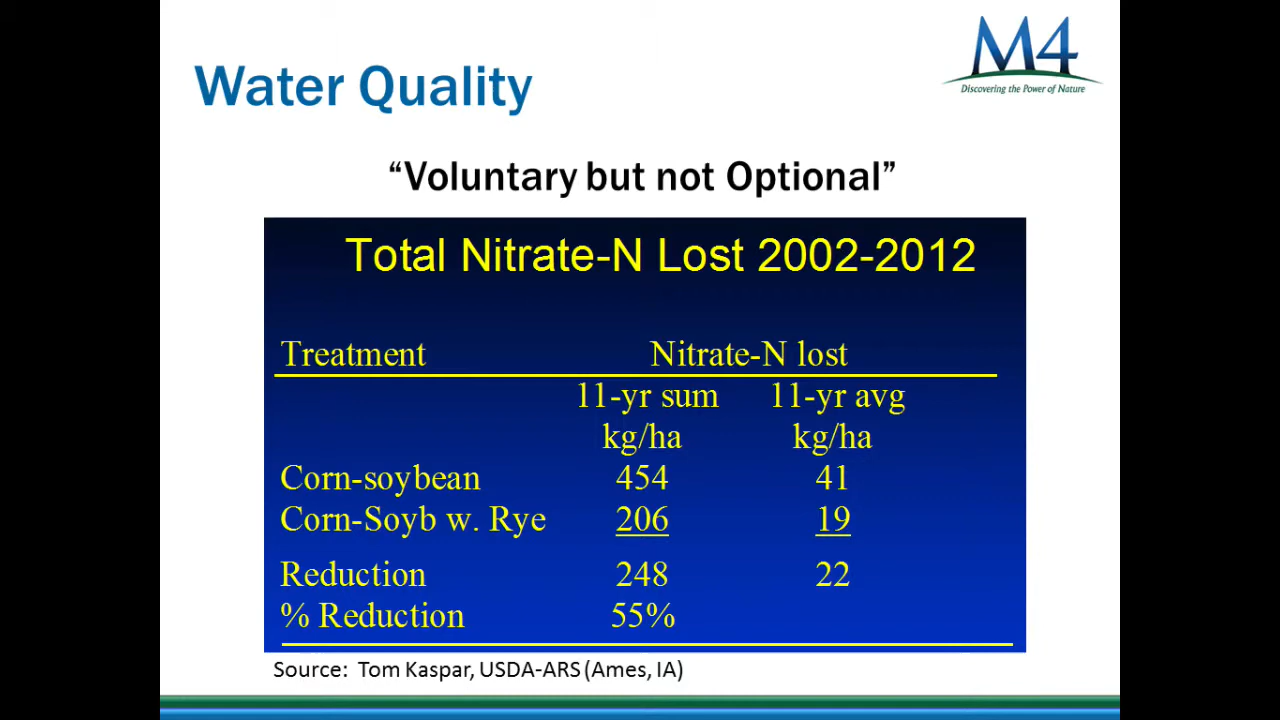 M4
Discovering the Power of Nature
Water Quality
“Voluntary but not Optional”
Total Nitrate-N Lost 2002-2012
Treatment Nitrate-N lost
11-yr sum 11-yr avg
kg/ha kg/ha
Corn-soybean 454 41
Corn-Soyb w. Rye 206 19
Reduction 248 22
% Reduction 55%
Source: Tom Kaspar, USDA-ARS (Ames, IA)